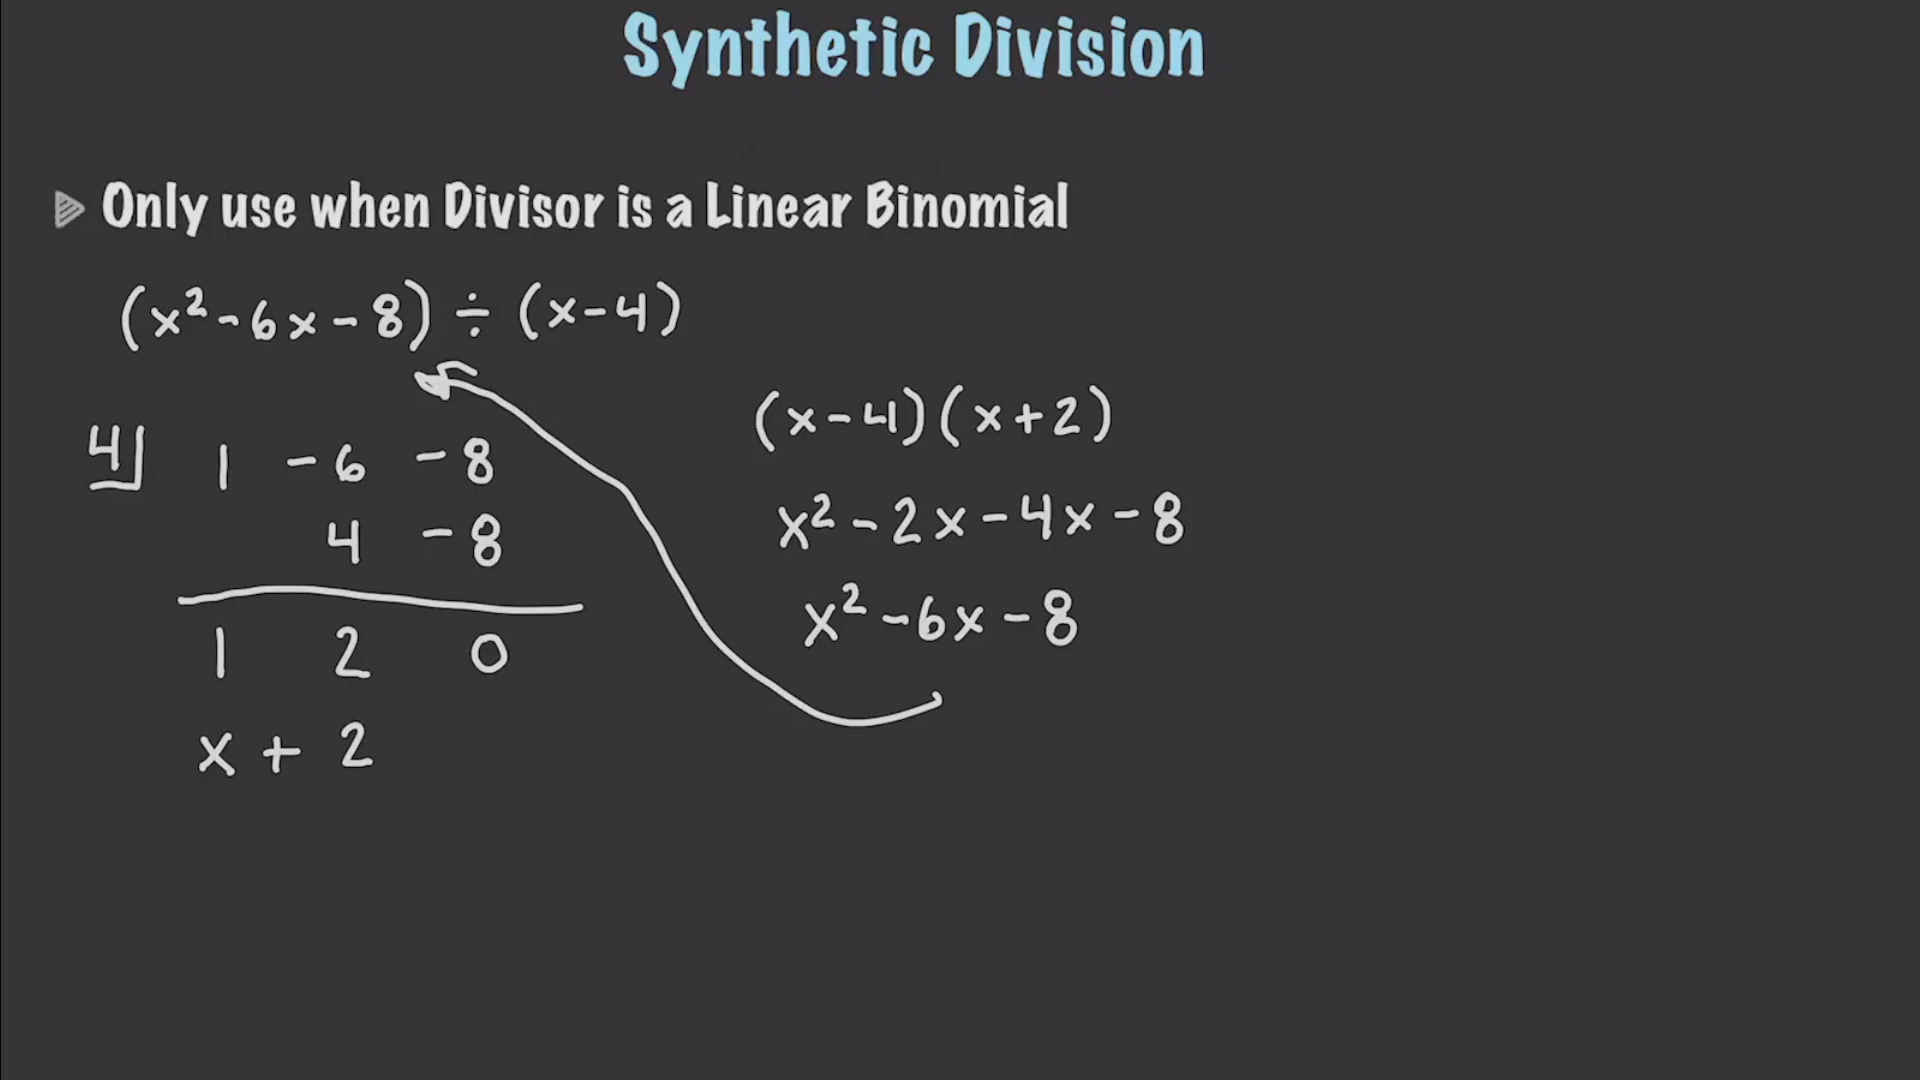 Synthetic Division
Only use when Divisor is a Linear Binomial
(x² - 6x - 8) ÷ (x - 4)
4 1 - 6 - 8
4 - 8
1 2 0
x + 2
(x - 4)(x + 2)
x² - 2x - 4x - 8
x² - 6x - 8